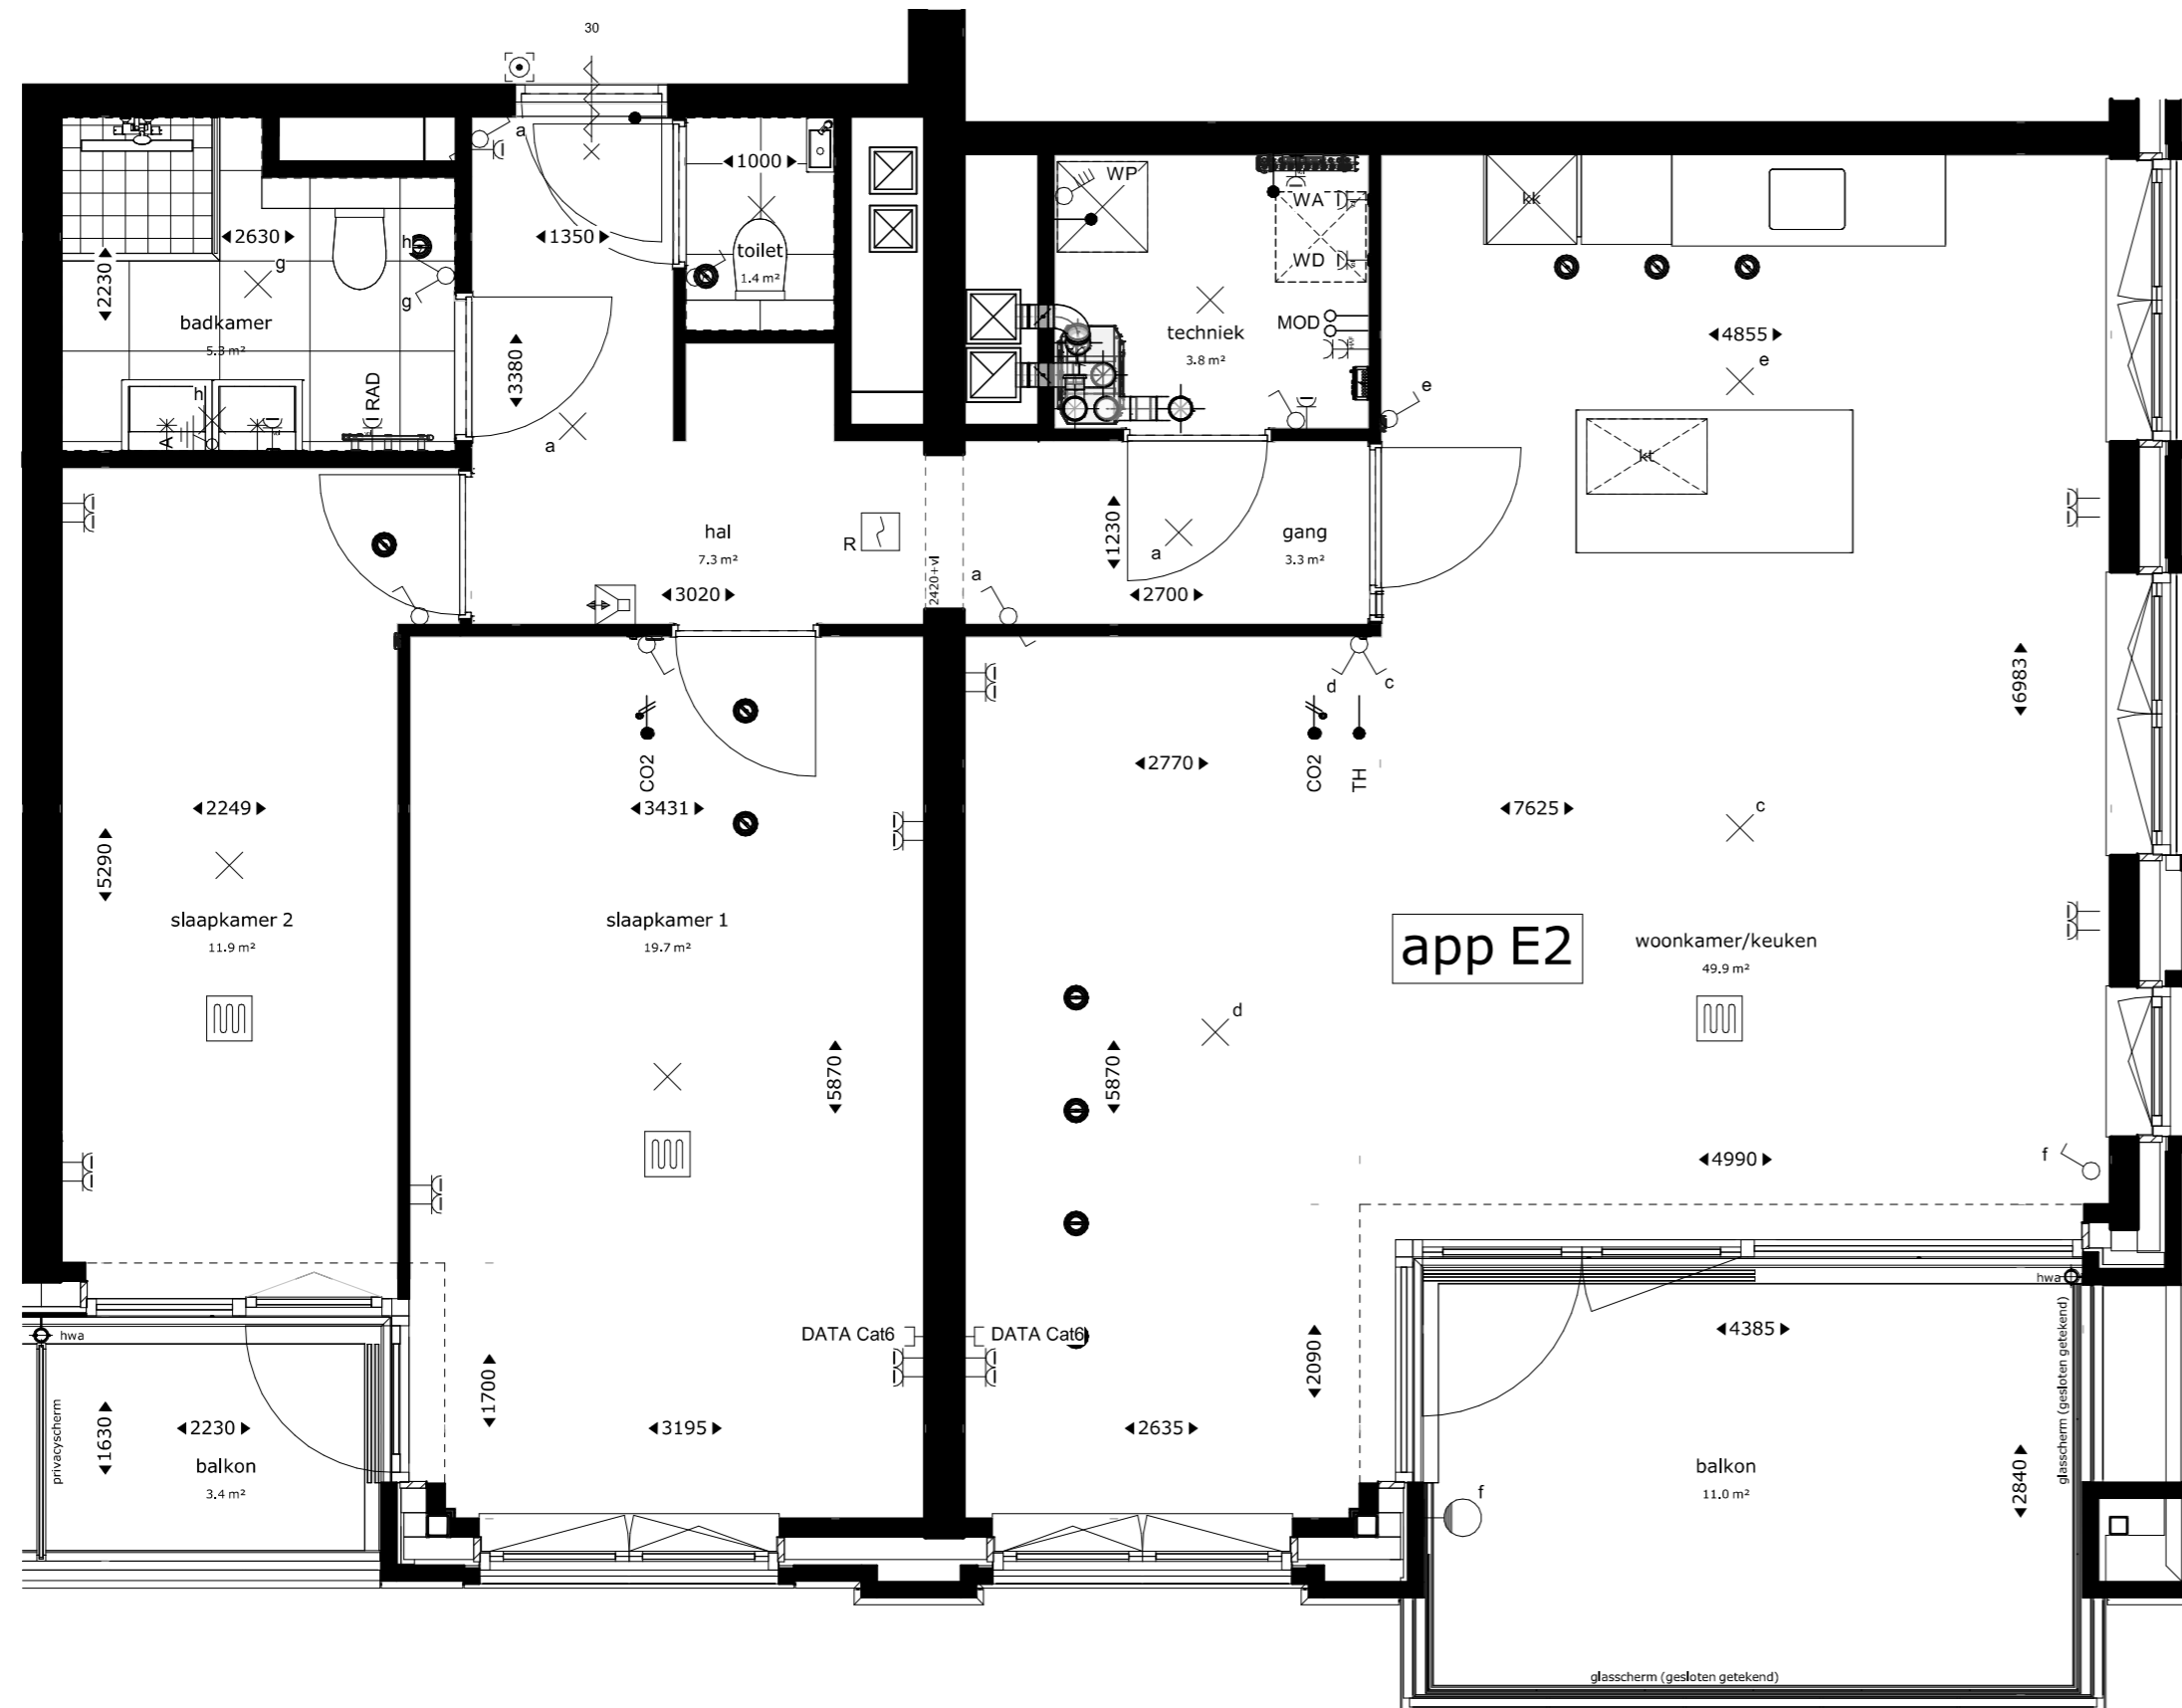 30
a
1000
WP
WA
kk
2630
h
g
1350
toilet
1.4 m²
2230
g
WD
badkamer
5.3 m²
MOD
techniek
3.8 m²
4855
e
3380
RAD
h
A
a
a
e
kt
hal
7.3 m²
R
2420+vl
1230
a
gang
3.3 m²
3020
a
2700
6983
d
c
CO2
2770
CO2
TH
2249
3431
7625
c
5290
slaapkamer 2
11.9 m²
slaapkamer 1
19.7 m²
app E2
woonkamer/keuken
49.9 m²
d
5870
5870
4990
f
hwa
hwa
DATA Cat6
DATA Cat6
4385
glasscherm (gesloten getekend)
1700
2090
privacyscherm
1630
2230
3195
2635
balkon
3.4 m²
balkon
11.0 m²
2840
f
glasscherm (gesloten getekend)